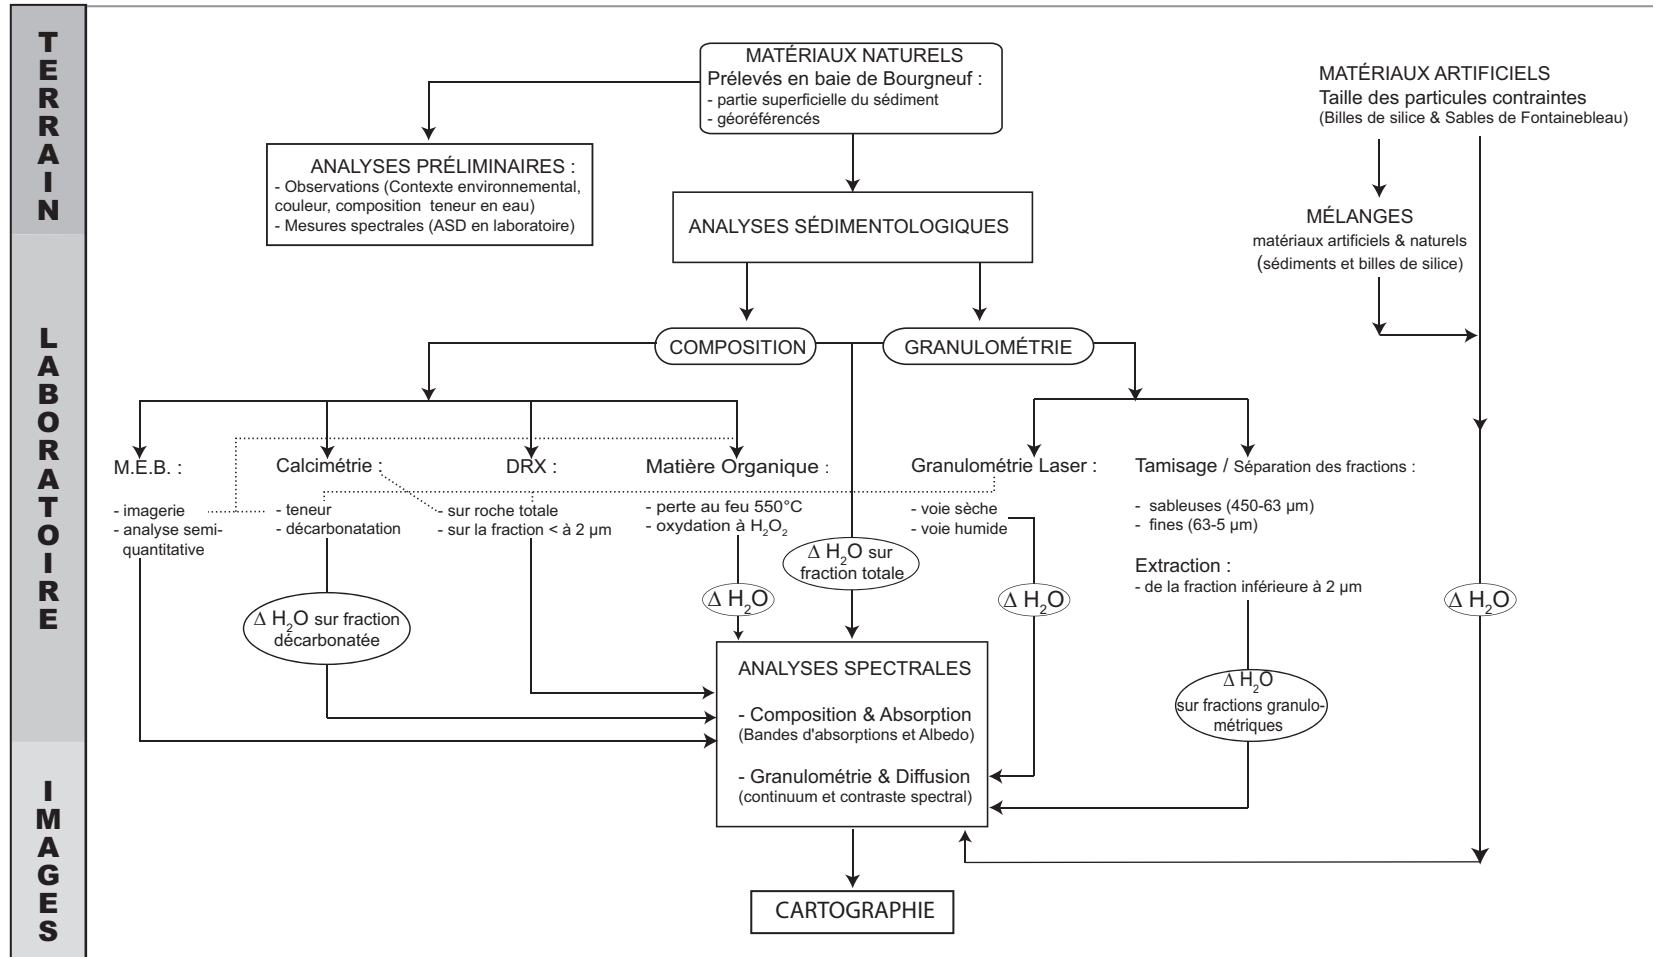 TERRAIN
LABORATOIRE
IMAGES
MATÉRIAUX NATURELS
Prélevés en baie de Bourgneuf :
- partie superficielle du sédiment
- géoréférencés
MATÉRIAUX ARTIFICIELS
Taille des particules contraintes
(Billes de silice & Sables de Fontainebleau)
ANALYSES PRÉLIMINAIRES :
- Observations (Contexte environnemental,
couleur, composition teneur en eau)
- Mesures spectrales (ASD en laboratoire)
ANALYSES SÉDIMENTOLOGIQUES
MÉLANGES
matériaux artificiels & naturels
(sédiments et billes de silice)
COMPOSITION
GRANULOMÉTRIE
M.E.B. :
- imagerie
- analyse semi-
quantitative
Calcimétrie :
- teneur
- décarbonatation
DRX :
- sur roche totale
- sur la fraction < à 2 µm
Matière Organique :
- perte au feu 550°C
- oxydation à H₂O₂
Granulométrie Laser :
- voie sèche
- voie humide
Tamisage / Séparation des fractions :
- sableuses (450-63 µm)
- fines (63-5 µm)
Extraction :
- de la fraction inférieure à 2 µm
Δ H₂O sur
fraction totale
Δ H₂O
Δ H₂O
Δ H₂O
Δ H₂O sur fraction
décarbonatée
Δ H₂O
sur fractions granulo-
métriques
ANALYSES SPECTRALES
- Composition & Absorption
(Bandes d'absorptions et Albedo)
- Granulométrie & Diffusion
(continuum et contraste spectral)
CARTOGRAPHIE